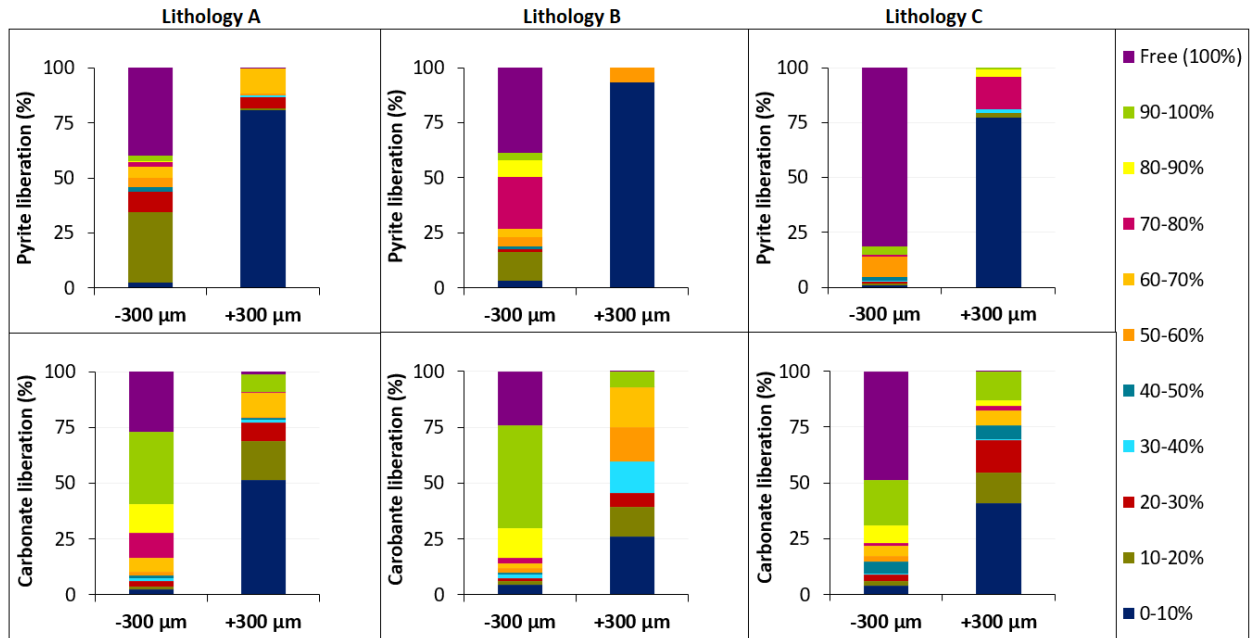 Lithology A
Lithology B
Lithology C
Pyrite liberation (%)
100
75
50
25
0
-300 µm
+300 µm
Pyrite liberation (%)
100
75
50
25
0
-300 µm
+300 µm
Pyrite liberation (%)
100
75
50
25
0
-300 µm
+300 µm
Carbonate liberation (%)
100
75
50
25
0
-300 µm
+300 µm
Carobante liberation (%)
100
75
50
25
0
-300 µm
+300 µm
Carbonate liberation (%)
100
75
50
25
0
-300 µm
+300 µm
Free (100%)
90-100%
80-90%
70-80%
60-70%
50-60%
40-50%
30-40%
20-30%
10-20%
0-10%